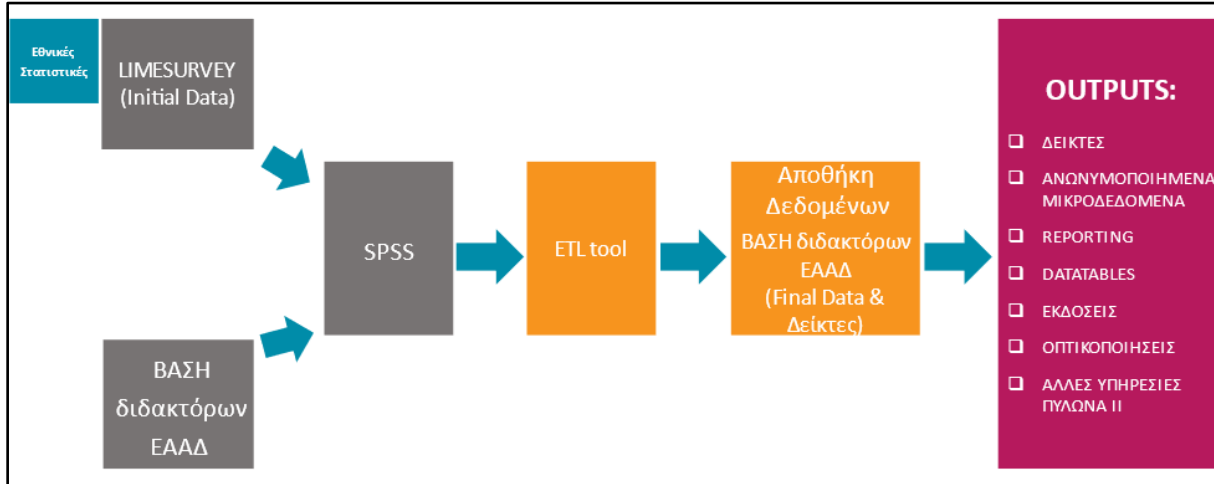 Εθνικές
Στατιστικές
LIMESURVEY
(Initial Data)
ΒΑΣΗ
διδακτόρων
ΕΑΑΔ
SPSS
ETL tool
Αποθήκη
Δεδομένων
ΒΑΣΗ διδακτόρων
ΕΑΑΔ
(Final Data &
Δείκτες)
OUTPUTS:
ΔΕΙΚΤΕΣ
ΑΝΩΝΥΜΟΠΟΙΗΜΕΝΑ
ΜΙΚΡΟΔΕΔΟΜΕΝΑ
REPORTING
DATATABLES
ΕΚΔΟΣΕΙΣ
ΟΠΤΙΚΟΠΟΙΗΣΕΙΣ
ΑΛΛΕΣ ΥΠΗΡΕΣΙΕΣ
ΠΥΛΩΝΑ ΙΙ